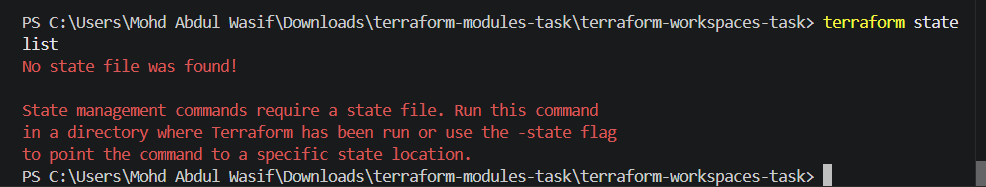 PS C:\Users\Mohd Abdul Wasif\Downloads\terraform-modules-task\terraform-workspaces-task> terraform state
list
No state file was found!
State management commands require a state file. Run this command
in a directory where Terraform has been run or use the -state flag
to point the command to a specific state location.
PS C:\Users\Mohd Abdul Wasif\Downloads\terraform-modules-task\terraform-workspaces-task>